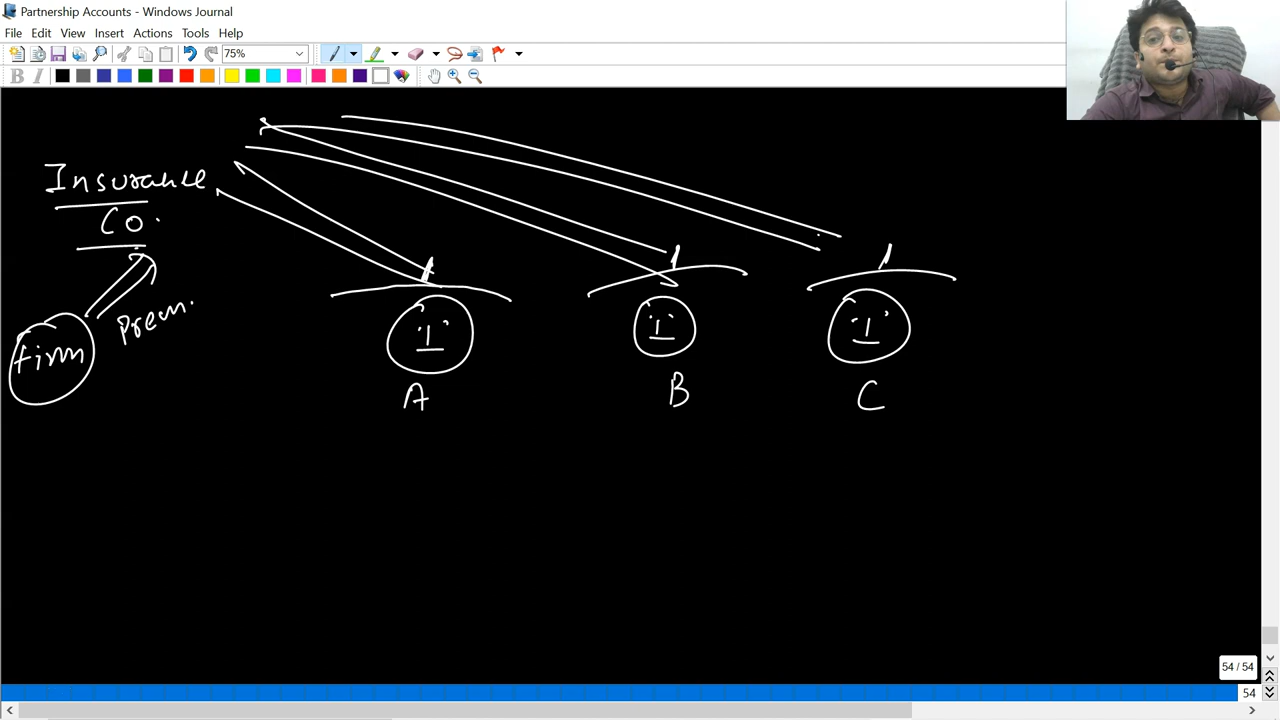 Partnership Accounts - Windows Journal
File Edit View Insert Actions Tools Help
75%
B I
Insurance
Co.
Prem.
firm
A B C
54 / 54
54